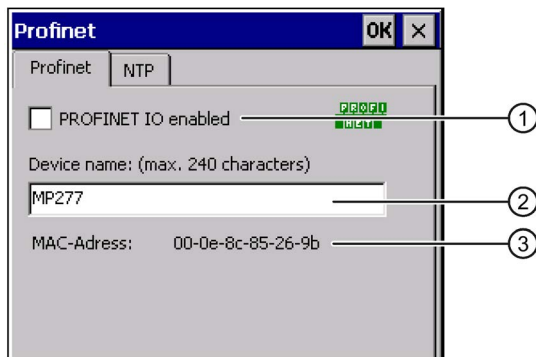 Profinet OK ×
Profinet NTP
PROFINET IO enabled
PROFI
NET
1
Device name: (max. 240 characters)
MP277
2
MAC-Adress: 00-0e-8c-85-26-9b
3